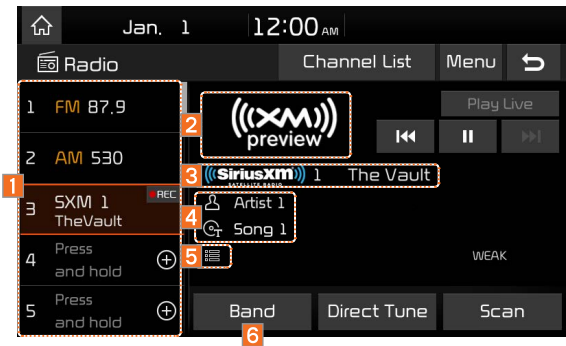 Jan. 1 12:00 AM
Radio Channel List Menu
1 FM 87.9
2 AM 530
3 SXM 1 REC
TheVault
4 Press
and hold
5 Press
and hold
1
2
((XM))
preview
Play Live
3 ((SiriusXM)) 1 The Vault
SATELLITE RADIO
4 Artist 1
Song 1
5
WEAK
Band Direct Tune Scan
6